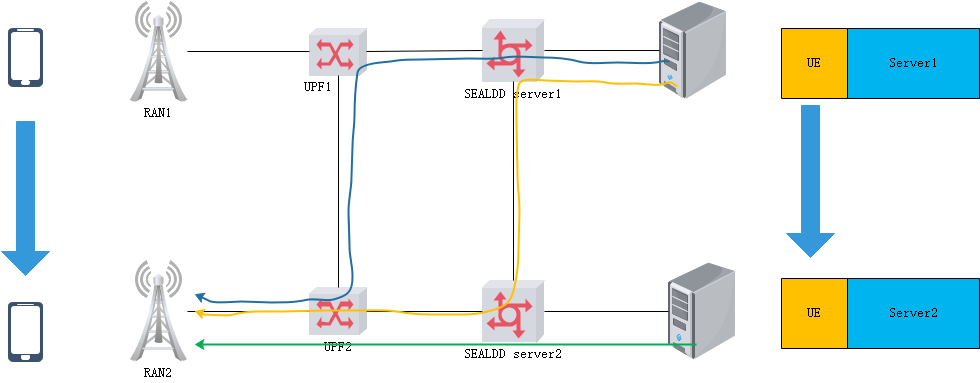 UE
Server1
UPF1
SEALDD server1
RAN1
UE
Server2
UPF2
SEALDD server2
RAN2